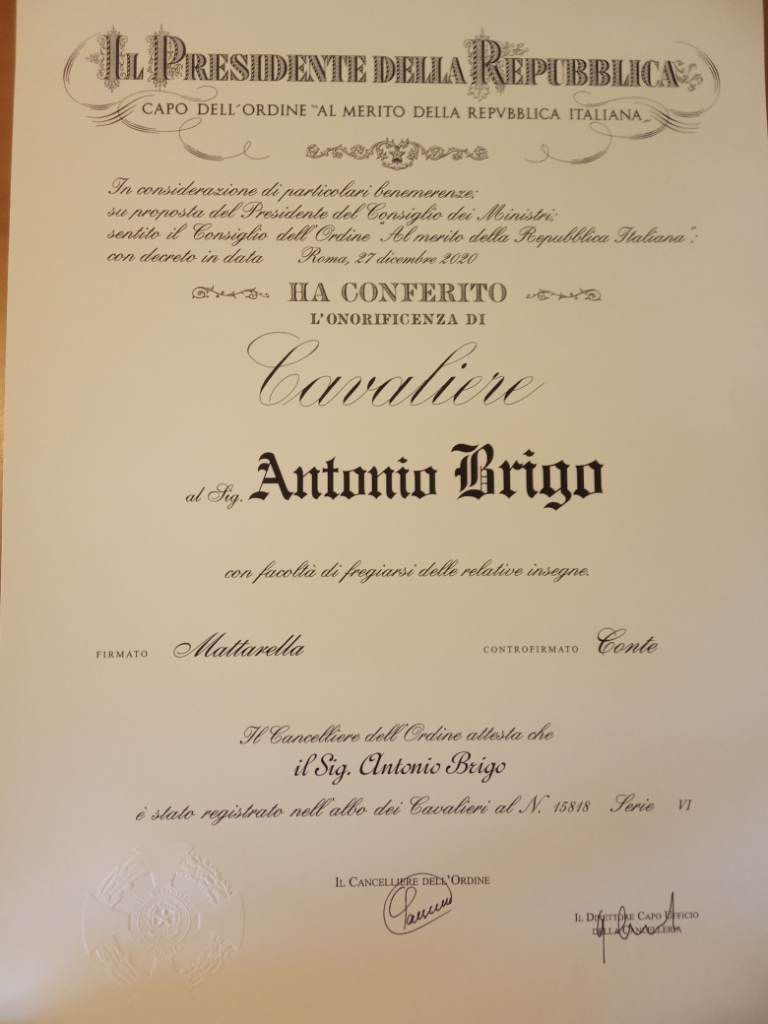 IL PRESIDENTE DELLA REPUBBLICA
CAPO DELL'ORDINE "AL MERITO DELLA REPVBBLICA ITALIANA„
In considerazione di particolari benemerenze;
su proposta del Presidente del Consiglio dei Ministri;
sentito il Consiglio dell'Ordine "Al merito della Repubblica Italiana";
con decreto in data Roma, 27 dicembre 2020
HA CONFERITO
L'ONORIFICENZA DI
Cavaliere
al Sig. Antonio Brigo
con facoltà di fregiarsi delle relative insegne.
FIRMATO Mattarella CONTROFIRMATO Conte
Il Cancelliere dell'Ordine attesta che
il Sig. Antonio Brigo
è stato registrato nell'albo dei Cavalieri al N. 15818 Serie VI
IL CANCELLIERE DELL'ORDINE
IL DIRETTORE CAPO UFFICIO
DELLA CANCELLERIA